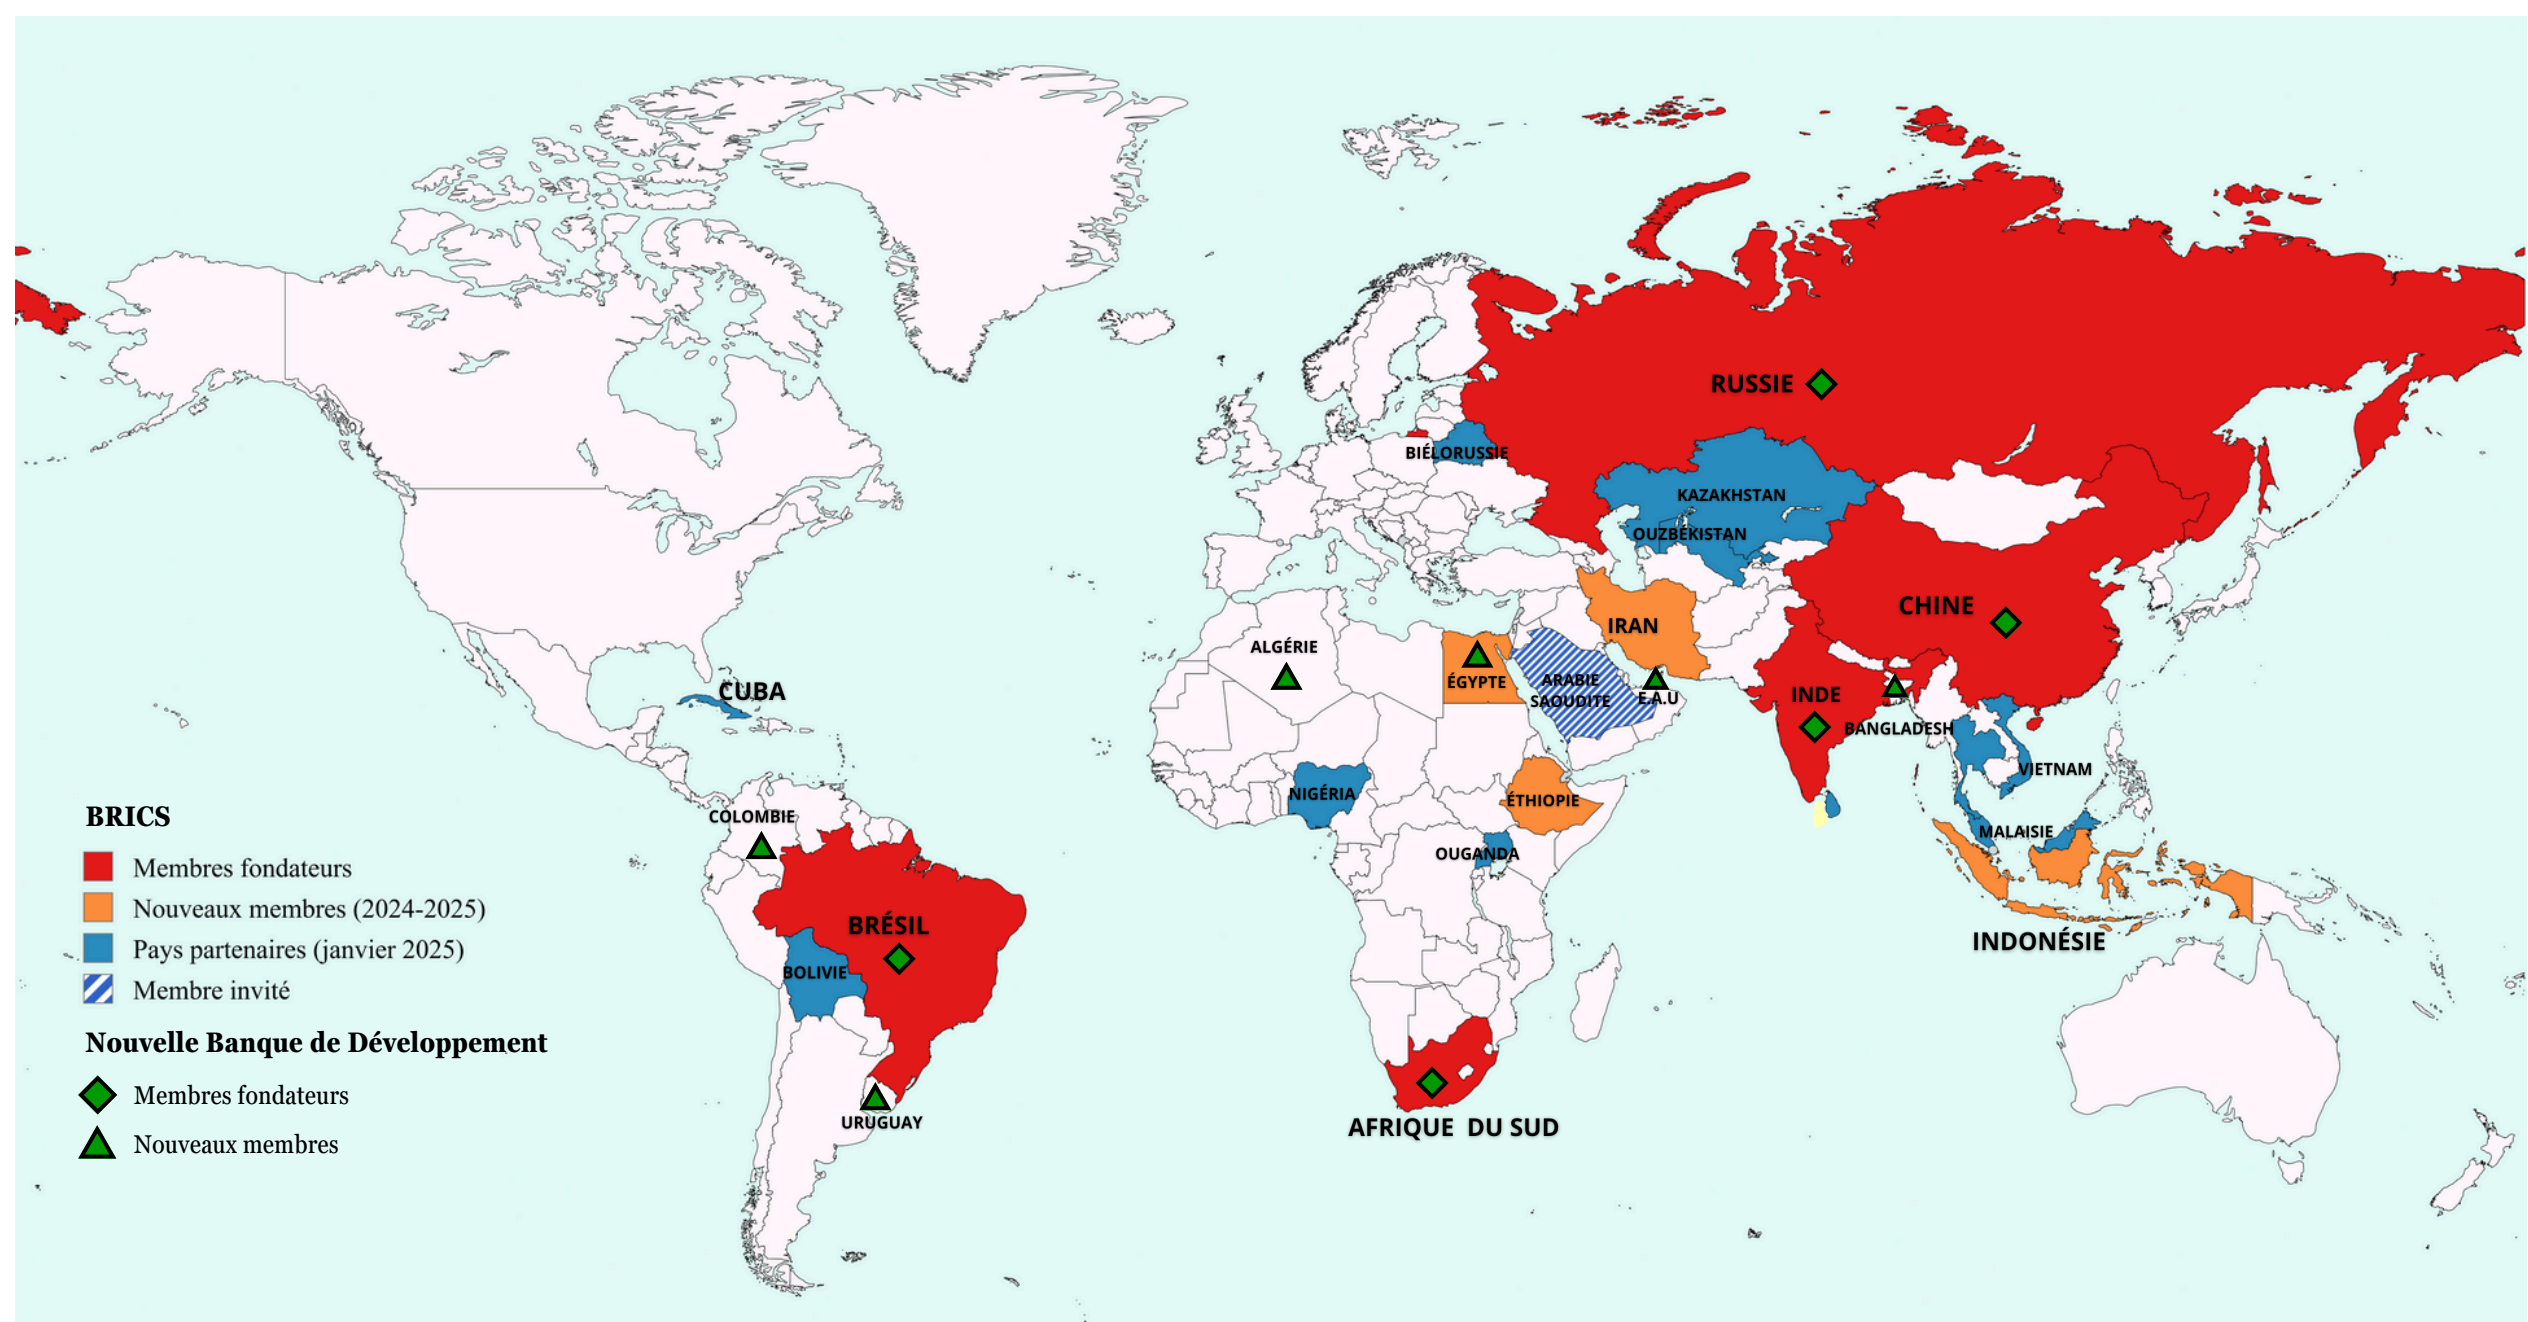 RUSSIE
BIÉLORUSSIE
KAZAKHSTAN
OUZBÉKISTAN
CHINE
IRAN
ALGÉRIE
ÉGYPTE
ARABIE
SAOUDITE
E.A.U
INDE
CUBA
BANGLADESH
VIETNAM
NIGÉRIA
ÉTHIOPIE
COLOMBIE
MALAISIE
OUGANDA
BRÉSIL
INDONÉSIE
BOLIVIE
URUGUAY
AFRIQUE DU SUD
BRICS
Membres fondateurs
Nouveaux membres (2024-2025)
Pays partenaires (janvier 2025)
Membre invité
Nouvelle Banque de Développement
Membres fondateurs
Nouveaux membres